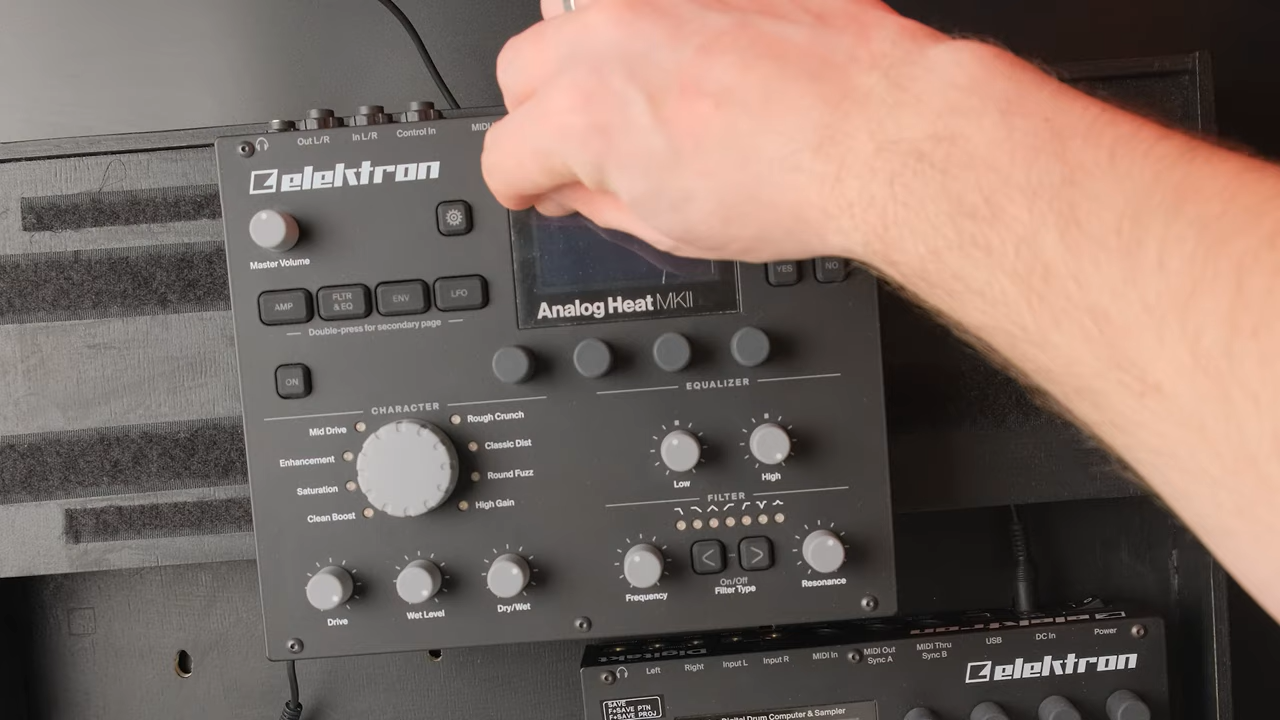 Out L/R
In L/R
Control In
MIDI
elektron
Master Volume
AMP
FLTR & EQ
ENV
LFO
Double-press for secondary page
Analog Heat MKII
YES
NO
ON
CHARACTER
Mid Drive
Enhancement
Saturation
Clean Boost
Rough Crunch
Classic Dist
Round Fuzz
High Gain
Drive
Wet Level
Dry/Wet
EQUALIZER
Low
High
FILTER
Frequency
<
>
On/Off
Filter Type
Resonance
Digitakt
elektron
Left
Right
Input L
Input R
MIDI In
MIDI Out
Sync A
MIDI Thru
Sync B
USB
DC In
Power
elektron
SAVE
F+SAVE PTN
F+SAVE PROJ
Digital Drum Computer & Sampler